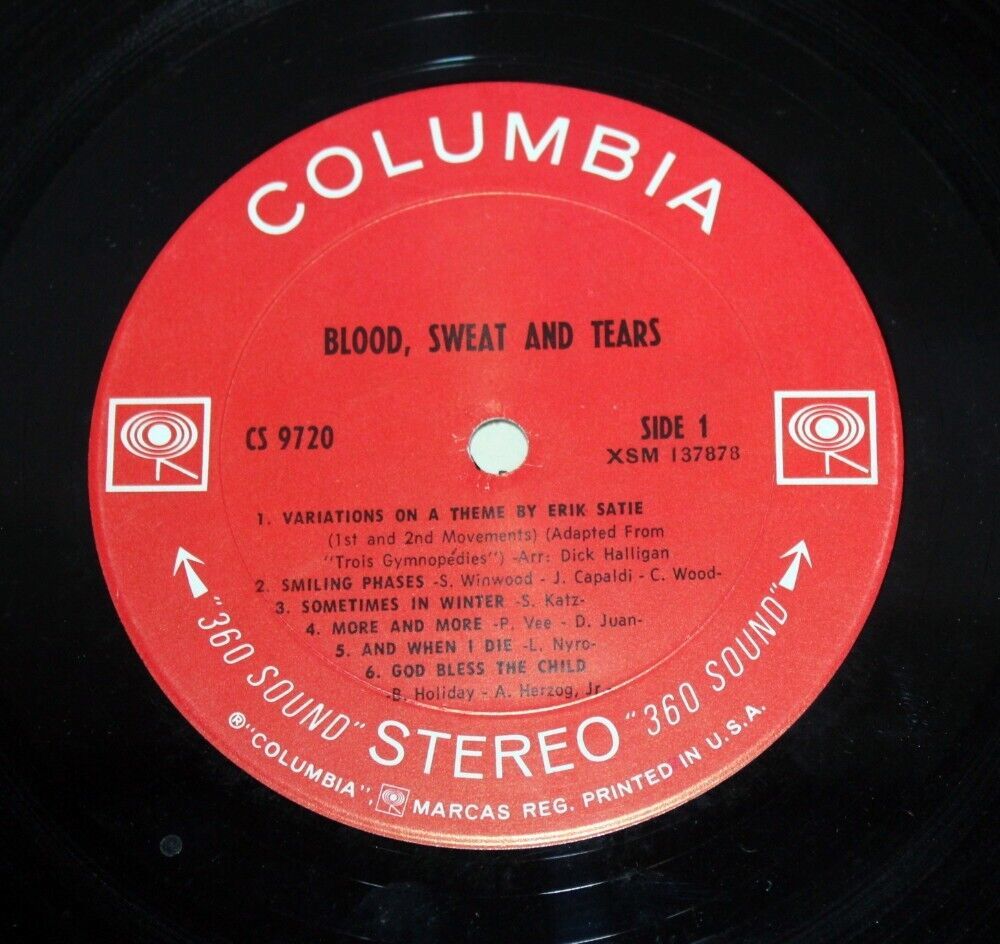 COLUMBIA
BLOOD, SWEAT AND TEARS
CS 9720
SIDE 1
XSM 137878
1. VARIATIONS ON A THEME BY ERIK SATIE
(1st and 2nd Movements) (Adapted From
"Trois Gymnopédies") -Arr: Dick Halligan
2. SMILING PHASES -S. Winwood - J. Capaldi - C. Wood-
3. SOMETIMES IN WINTER -S. Katz-
4. MORE AND MORE -P. Vee - D. Juan-
5. AND WHEN I DIE -L. Nyro-
6. GOD BLESS THE CHILD
-B. Holiday - A. Herzog, Jr.-
"360 SOUND" STEREO "360 SOUND"
® "COLUMBIA", MARCAS REG. PRINTED IN U.S.A.